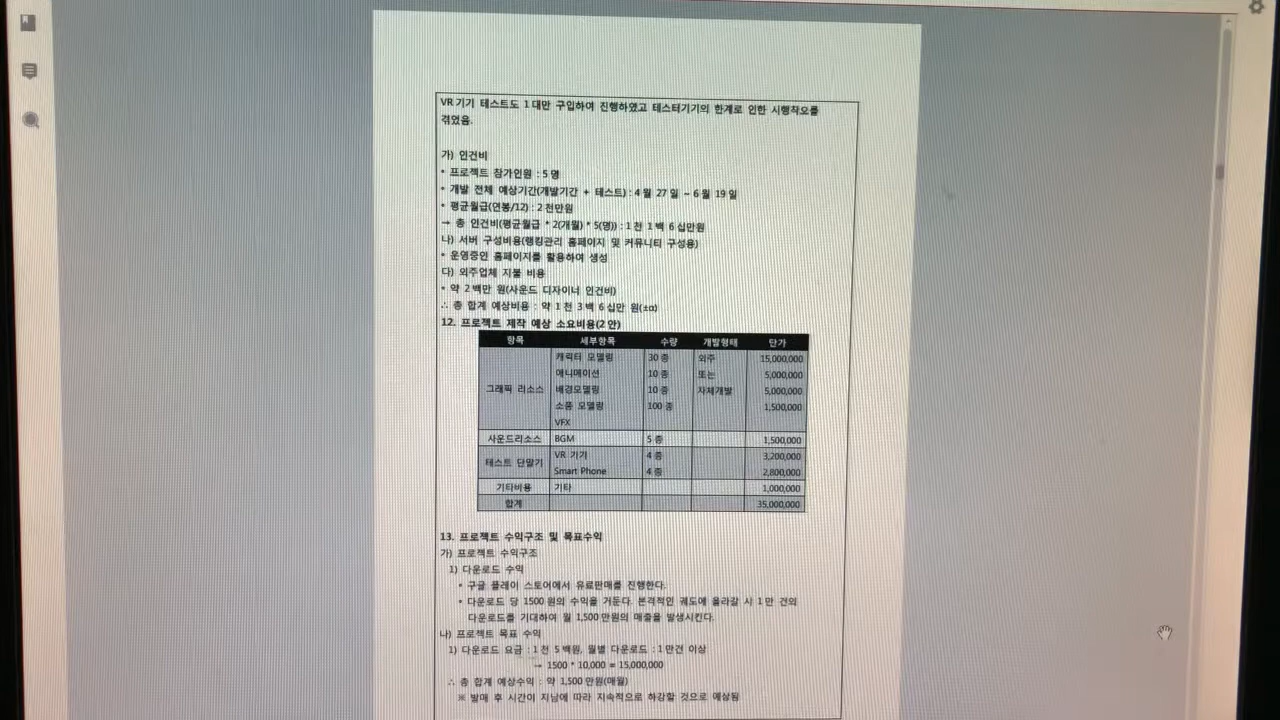 VR 기기 테스트도 1 대만 구입하여 진행하였고 테스터기기의 한계로 인한 시행착오를
겪었음.
가) 인건비
• 프로젝트 참가인원 : 5 명
• 개발 전체 예상기간(개발기간 + 테스트) : 4 월 27 일 ~ 6 월 19 일
• 평균월급(연봉/12) : 2 천만원
→ 총 인건비(평균월급 * 2(개월) * 5(명)) : 1 천 1 백 6 십만원
나) 서버 구성비용(랭킹관리 홈페이지 및 커뮤니티 구성용)
• 운영중인 홈페이지를 활용하여 생성
다) 외주업체 지불 비용
• 약 2 백만 원(사운드 디자이너 인건비)
∴ 총 합계 예상비용 : 약 1 천 3 백 6 십만 원(±α)
12. 프로젝트 제작 예상 소요비용(2 안)
항목 세부항목 수량 개발형태 단가
캐릭터 모델링 30 종 외주 15,000,000
애니메이션 10 종 또는 5,000,000
그래픽 리소스 배경모델링 10 종 자체개발 5,000,000
소품 모델링 100 종 1,500,000
VFX
사운드리소스 BGM 5 종 1,500,000
테스트 단말기 VR 기기 4 종 3,200,000
Smart Phone 4 종 2,800,000
기타비용 기타 1,000,000
합계 35,000,000
13. 프로젝트 수익구조 및 목표수익
가) 프로젝트 수익구조
1) 다운로드 수익
• 구글 플레이 스토어에서 유료판매를 진행한다.
• 다운로드 당 1500 원의 수익을 거둔다. 본격적인 궤도에 올라갈 시 1 만 건의
다운로드를 기대하여 월 1,500 만원의 매출을 발생시킨다.
나) 프로젝트 목표 수익
1) 다운로드 요금 : 1 천 5 백원, 월별 다운로드 : 1 만건 이상
→ 1500 * 10,000 = 15,000,000
∴ 총 합계 예상수익 : 약 1,500 만원(매월)
※ 발매 후 시간이 지남에 따라 지속적으로 하강할 것으로 예상됨